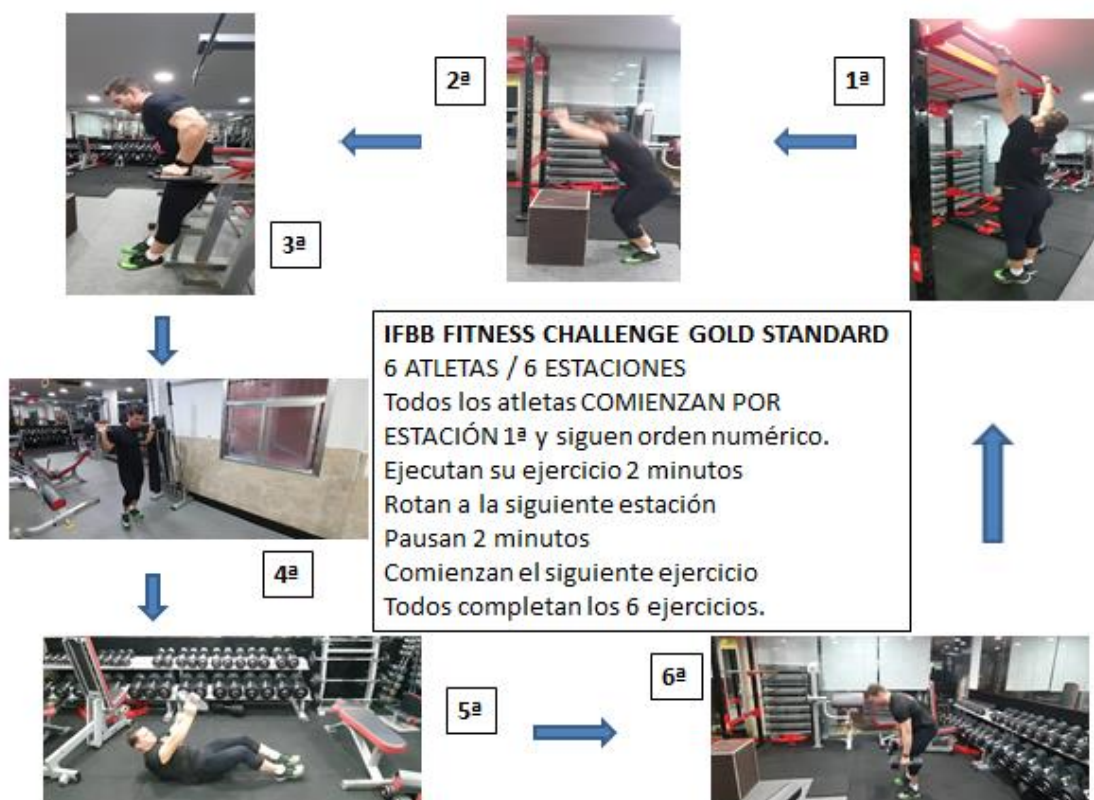 2ª
1ª
3ª
IFBB FITNESS CHALLENGE GOLD STANDARD
6 ATLETAS / 6 ESTACIONES
Todos los atletas COMIENZAN POR
ESTACIÓN 1ª y siguen orden numérico.
Ejecutan su ejercicio 2 minutos
Rotan a la siguiente estación
Pausan 2 minutos
Comienzan el siguiente ejercicio
Todos completan los 6 ejercicios.
4ª
5ª
6ª